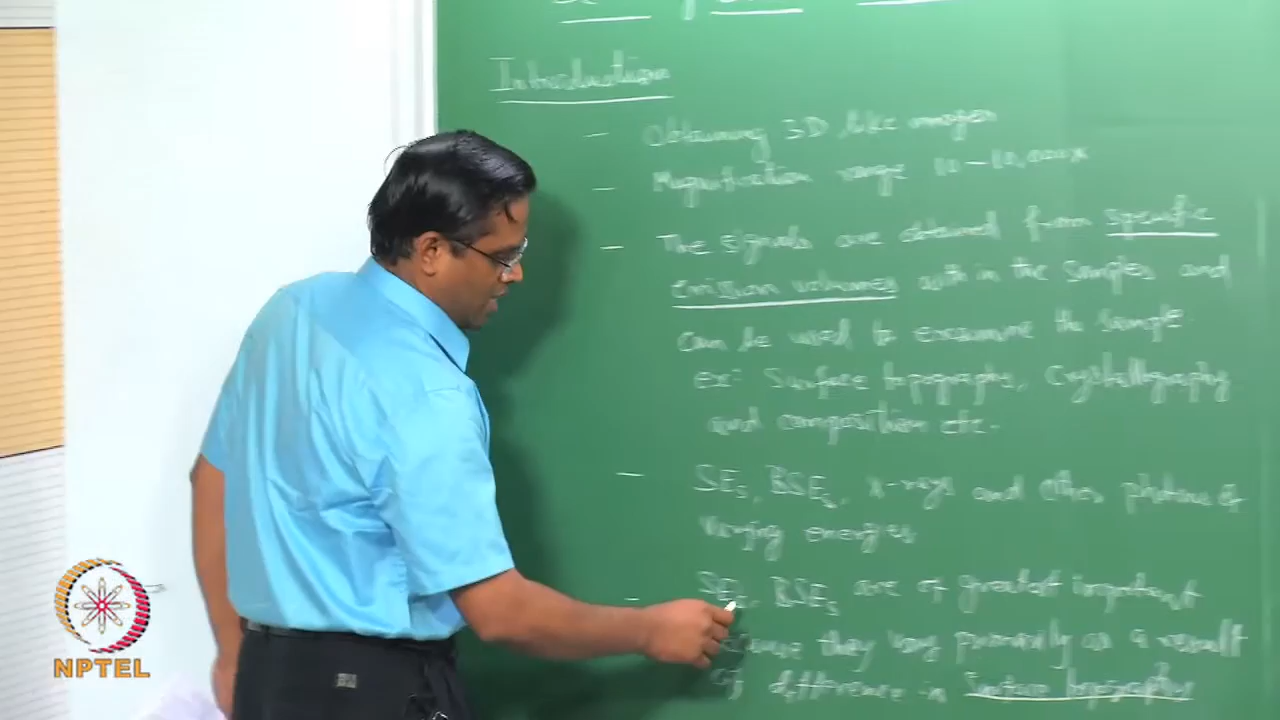 Introduction
- Obtaining 3D like images
- Magnification range 10-10,000x
- The signals are obtained from specific
emission volumes with in the samples and
can be used to examine the sample.
ex: Surface topography, Crystallography
and composition etc.
- SEs, BSEs, x-rays and other photons of
varying energies
- SEs BSEs are of greatest important
they vary primarily as a result
of difference in Surface topography
NPTEL